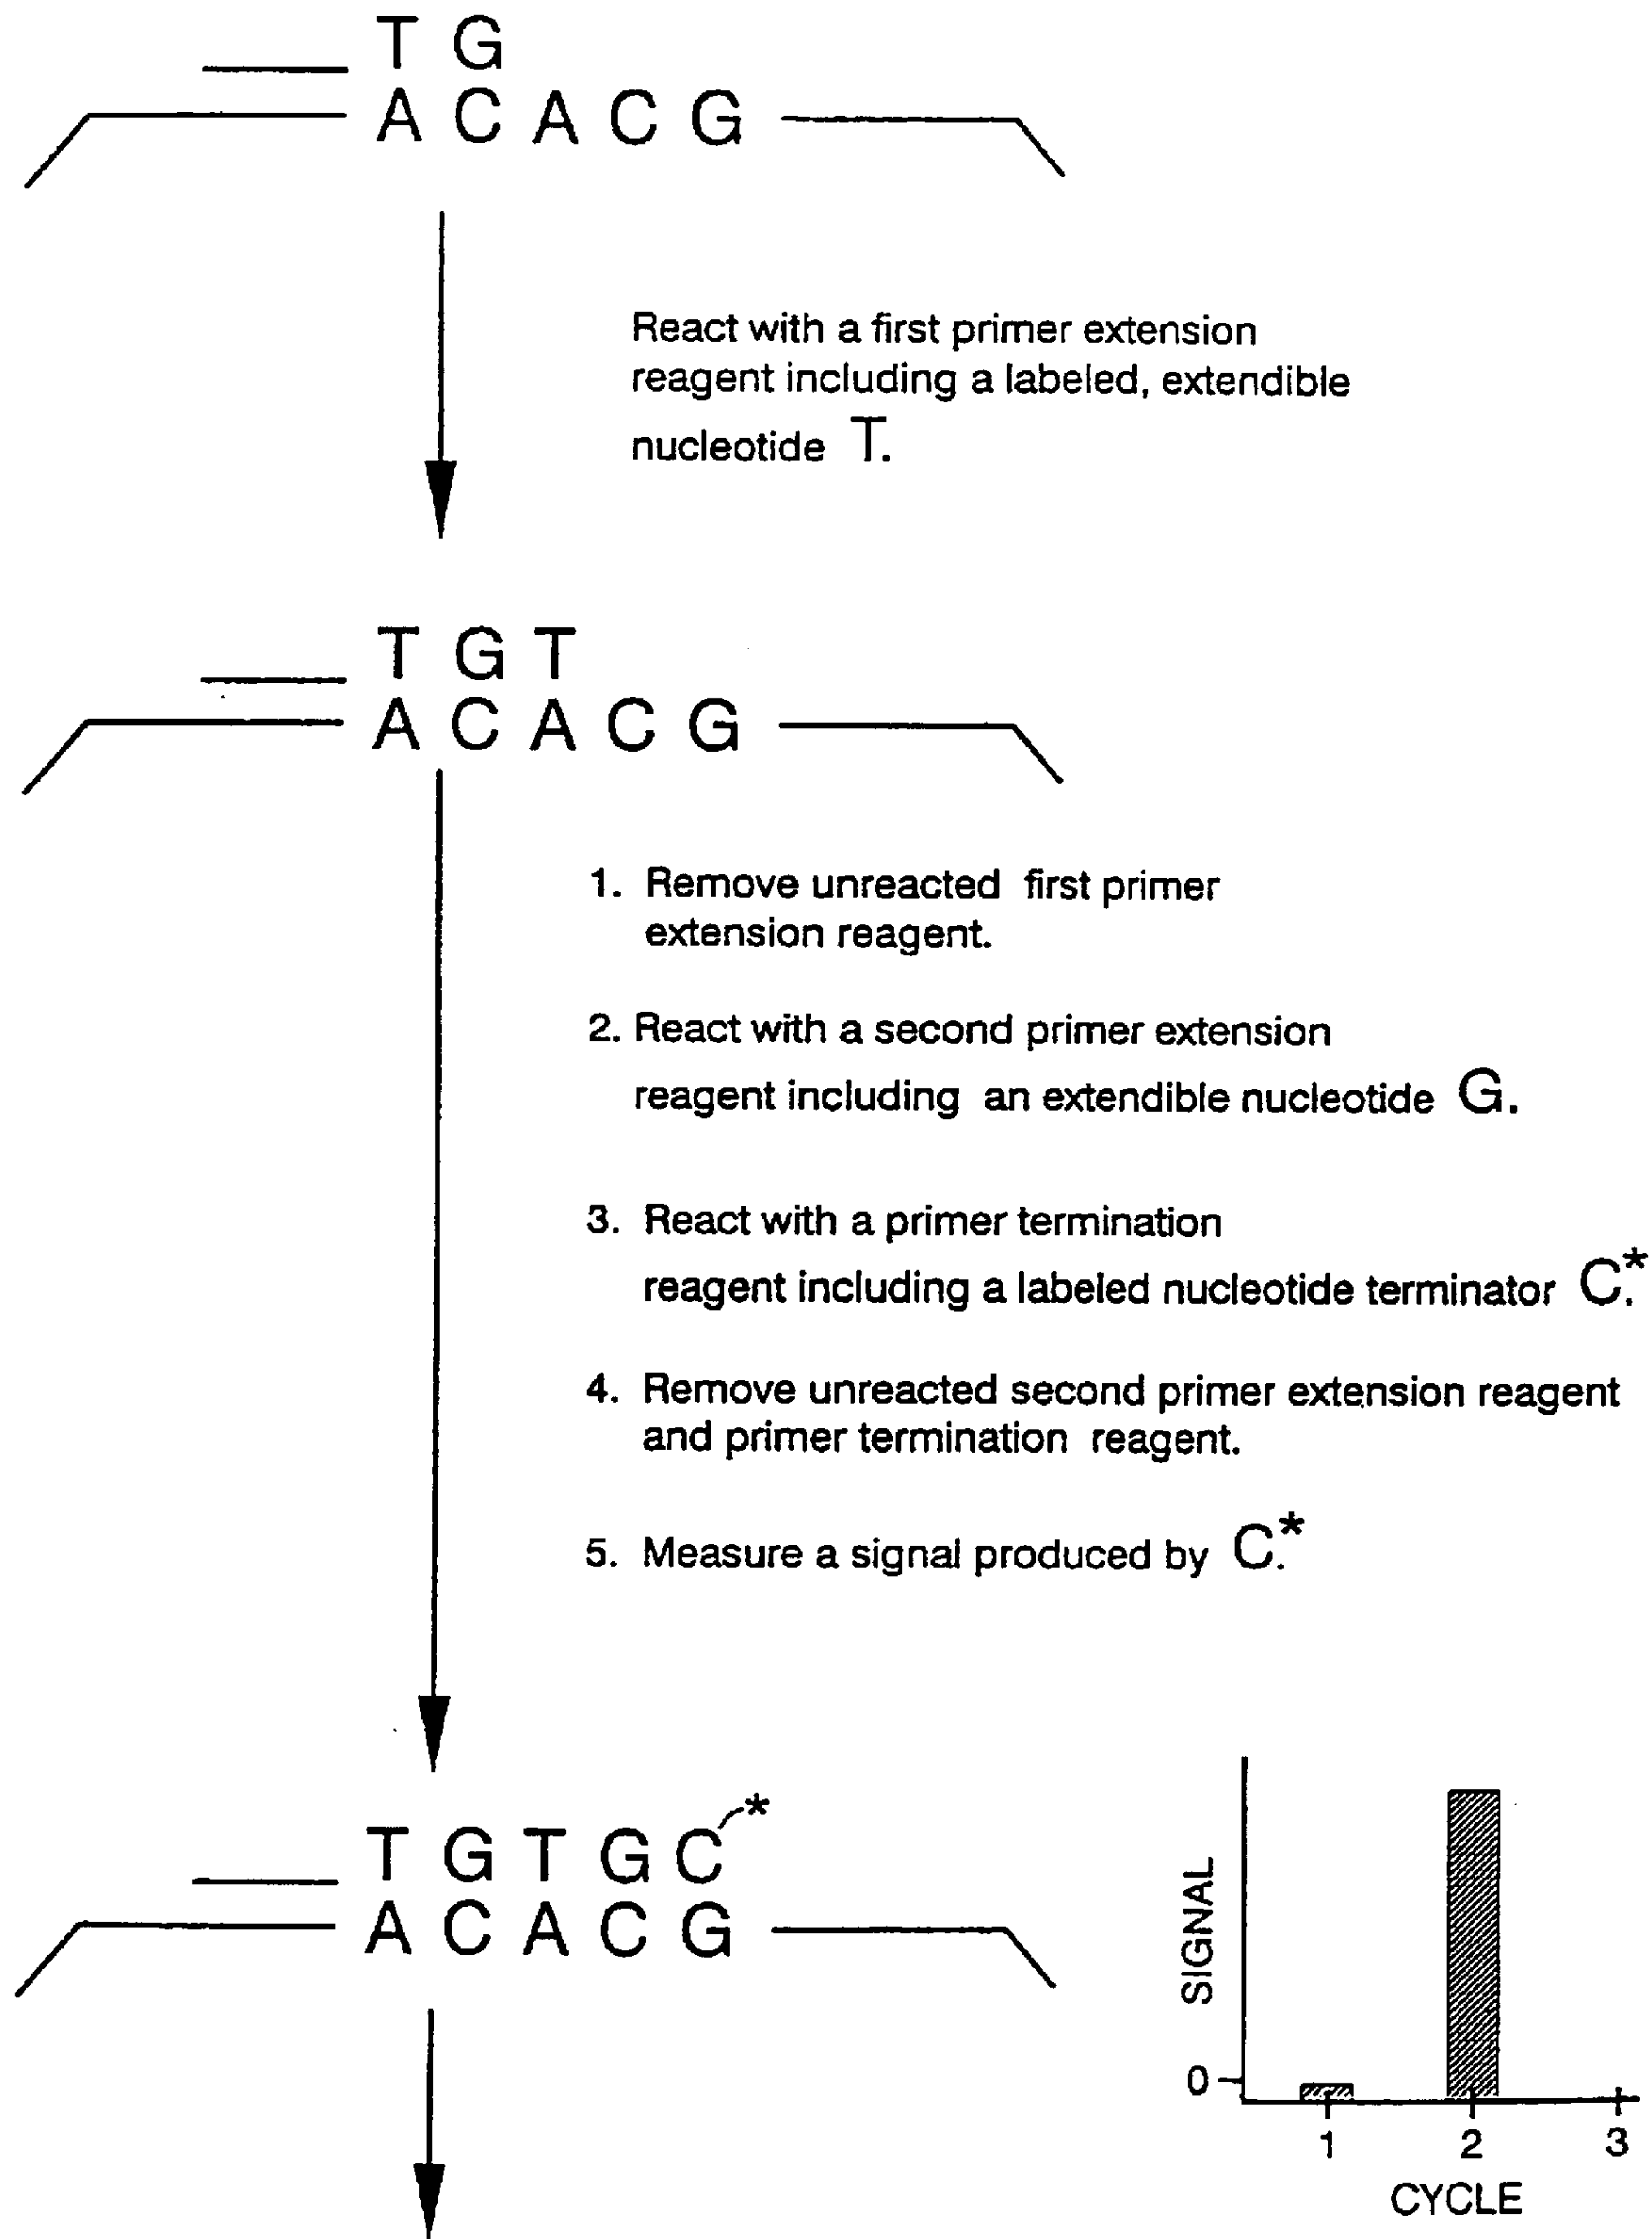 T G
A C A C G
React with a first primer extension
reagent including a labeled, extendible
nucleotide T.
T G T
A C A C G
1. Remove unreacted first primer
extension reagent.
2. React with a second primer extension
reagent including an extendible nucleotide G.
3. React with a primer termination
reagent including a labeled nucleotide terminator C.*
4. Remove unreacted second primer extension reagent
and primer termination reagent.
5. Measure a signal produced by C.*
T G T G C*
A C A C G
SIGNAL
0
1 2 3
CYCLE